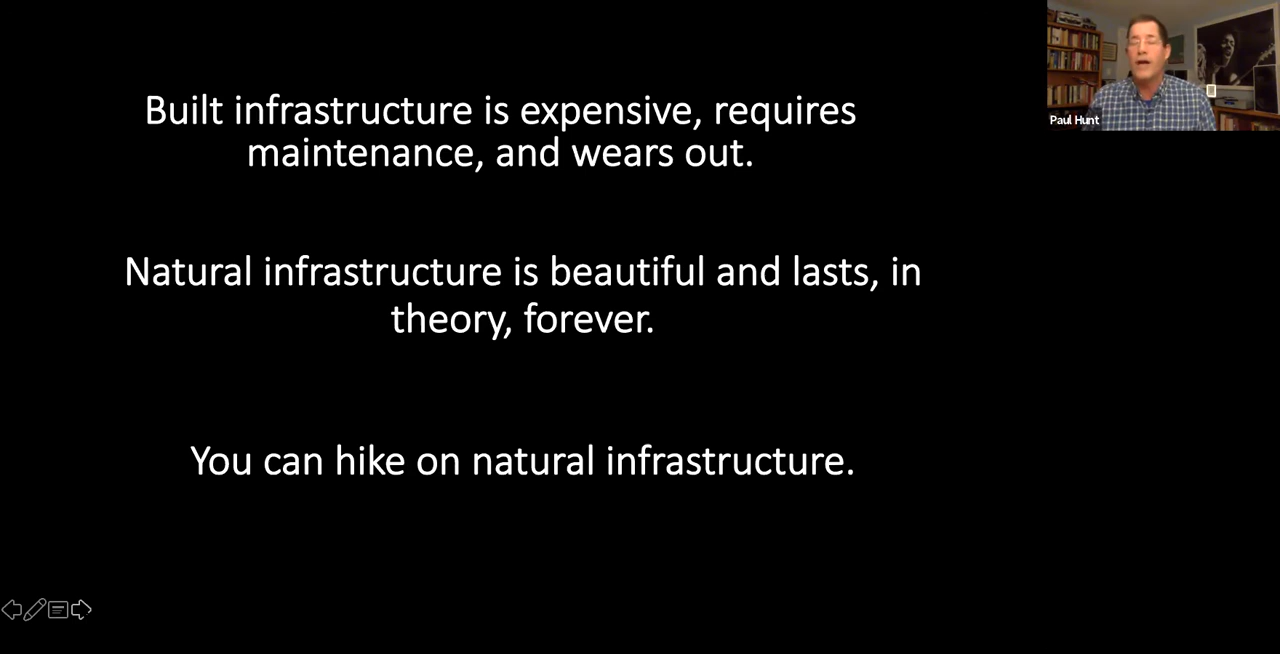 Built infrastructure is expensive, requires
maintenance, and wears out.
Natural infrastructure is beautiful and lasts, in
theory, forever.
You can hike on natural infrastructure.
Paul Hunt